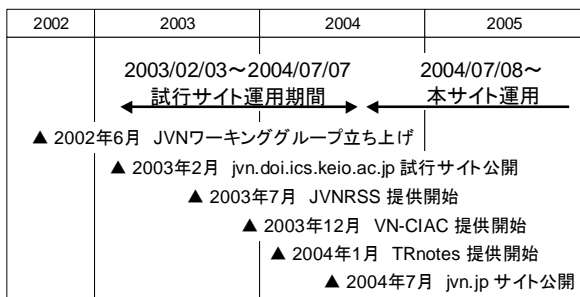 2002 2003 2004 2005
2003/02/03～2004/07/07 2004/07/08～
試行サイト運用期間 本サイト運用
▲ 2002年6月 JVNワーキンググループ立ち上げ
▲ 2003年2月 jvn.doi.ics.keio.ac.jp 試行サイト公開
▲ 2003年7月 JVNRSS 提供開始
▲ 2003年12月 VN-CIAC 提供開始
▲ 2004年1月 TRnotes 提供開始
▲ 2004年7月 jvn.jp サイト公開